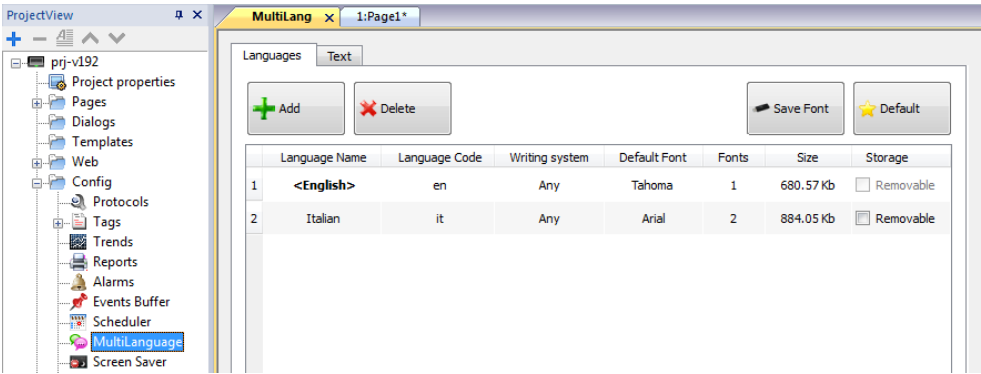 ProjectView
prj-v192
Project properties
Pages
Dialogs
Templates
Web
Config
Protocols
Tags
Trends
Reports
Alarms
Events Buffer
Scheduler
MultiLanguage
Screen Saver
MultiLang x 1:Page1*
Languages Text
Add Delete Save Font Default
Language Name Language Code Writing system Default Font Fonts Size Storage
1 <English> en Any Tahoma 1 680.57 Kb Removable
2 Italian it Any Arial 2 884.05 Kb Removable